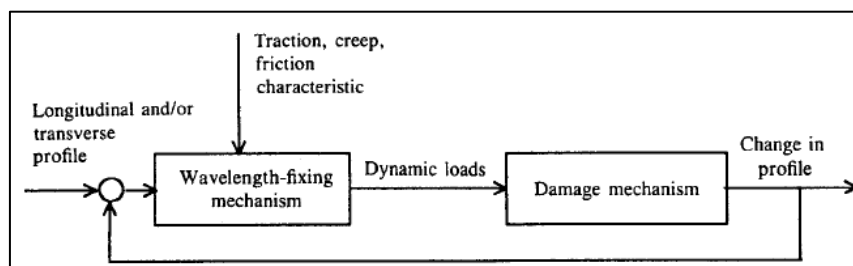 Traction, creep,
friction
characteristic
Longitudinal and/or
transverse
profile
Wavelength-fixing
mechanism
Dynamic loads
Damage mechanism
Change in
profile